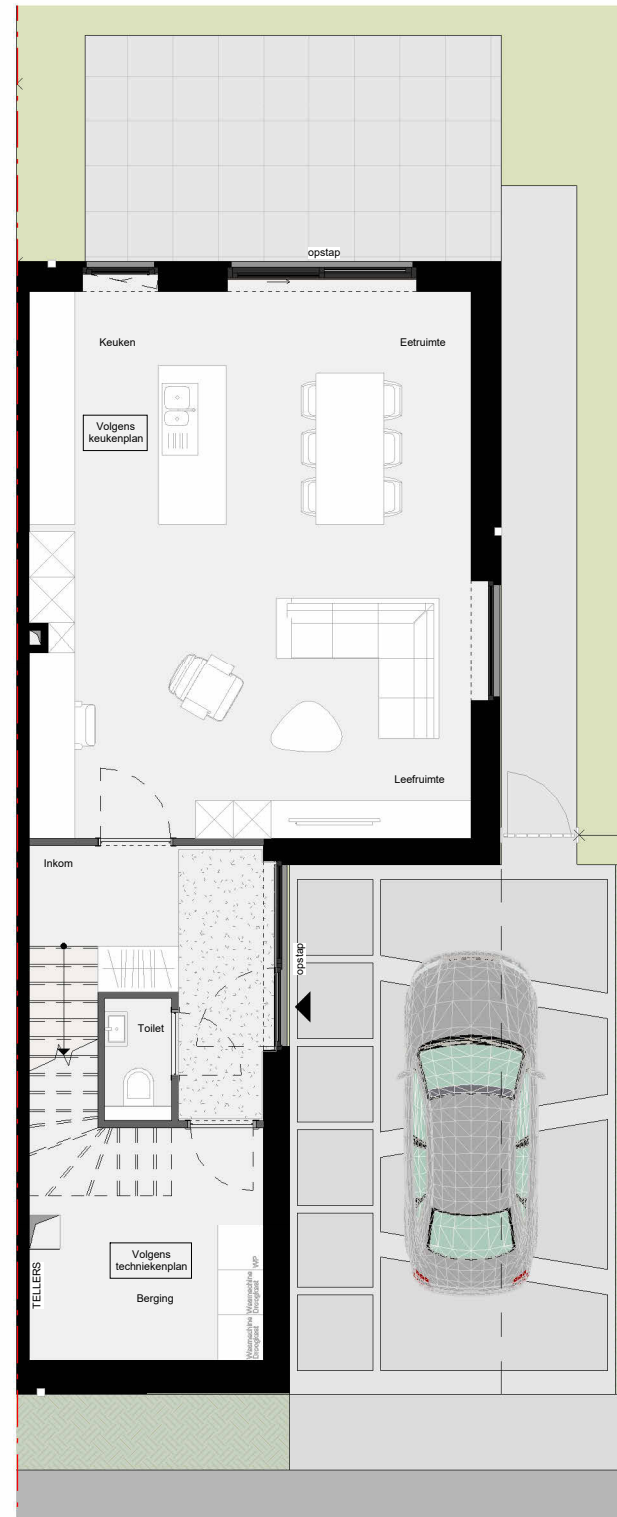 opstap
Keuken
Eetruimte
Volgens
keukenplan
Leefruimte
Inkom
opstap
Toilet
Volgens
techniekenplan
Berging
TELLERS
WP
Wasmachine
Droogkast
Wasmachine
Droogkast